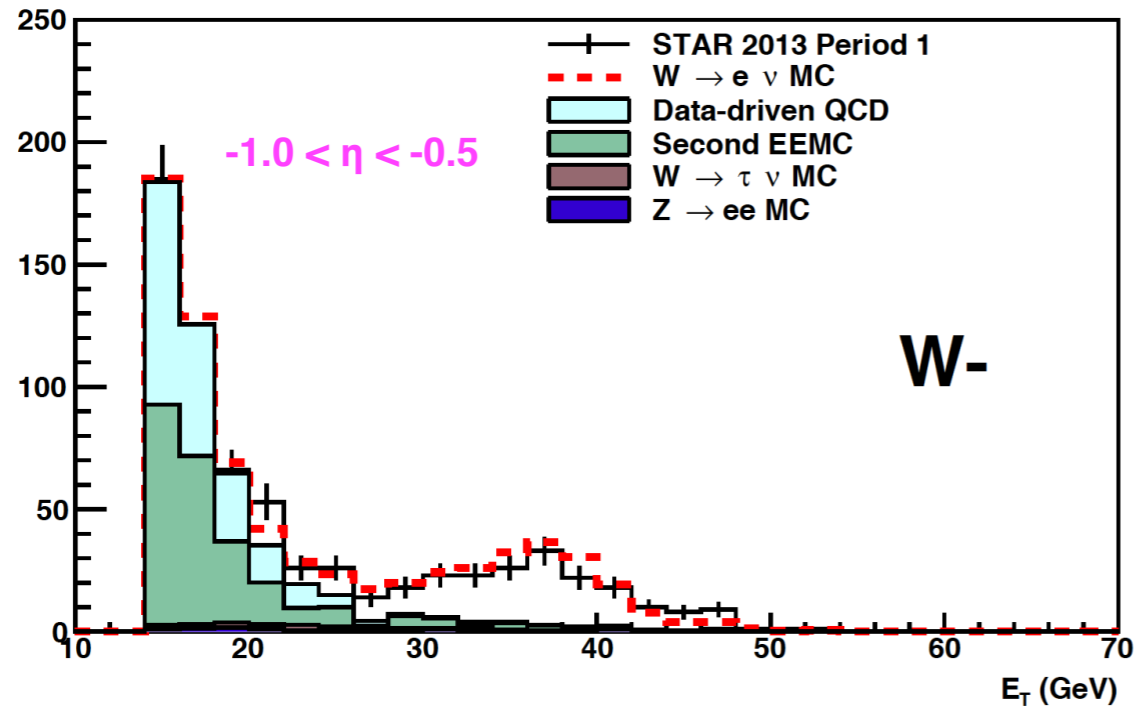 250
200
150
100
50
0
10
20
30
40
50
60
70
STAR 2013 Period 1
W → e ν MC
Data-driven QCD
Second EEMC
W → τ ν MC
Z → ee MC
-1.0 < η < -0.5
W-
E_T (GeV)